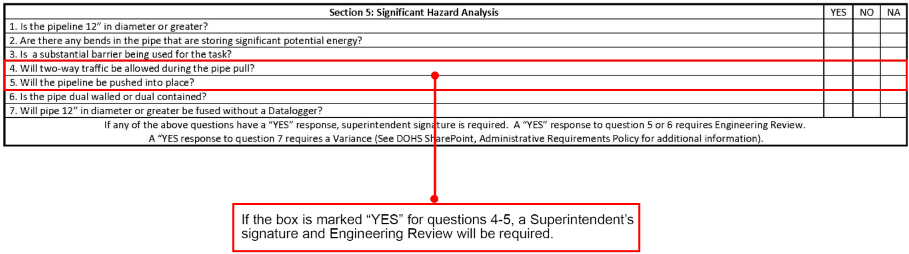 Section 5: Significant Hazard Analysis YES NO NA
1. Is the pipeline 12” in diameter or greater?
2. Are there any bends in the pipe that are storing significant potential energy?
3. Is a substantial barrier being used for the task?
4. Will two-way traffic be allowed during the pipe pull?
5. Will the pipeline be pushed into place?
6. Is the pipe dual walled or dual contained?
7. Will pipe 12” in diameter or greater be fused without a Datalogger?
If any of the above questions have a “YES” response, superintendent signature is required. A “YES” response to question 5 or 6 requires Engineering Review.
A “YES response to question 7 requires a Variance (See DOHS SharePoint, Administrative Requirements Policy for additional information).
If the box is marked “YES” for questions 4-5, a Superintendent’s
signature and Engineering Review will be required.